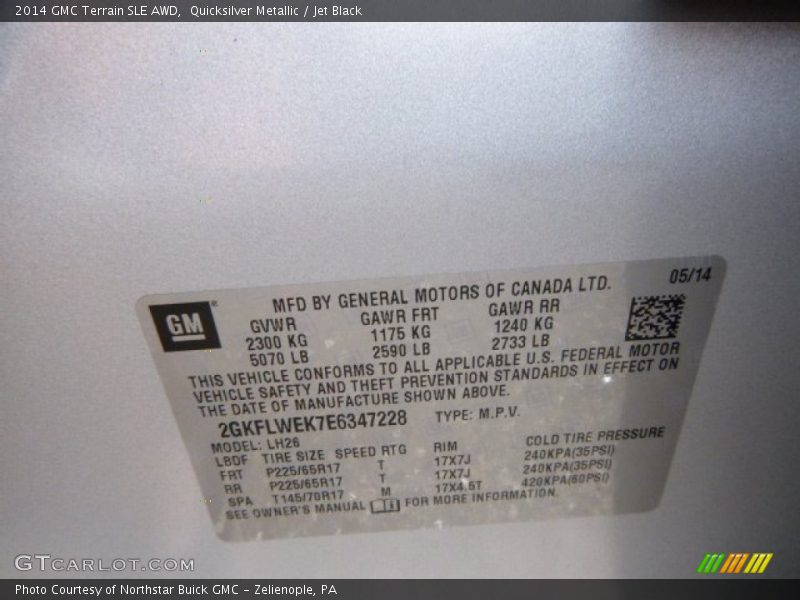 2014 GMC Terrain SLE AWD,  Quicksilver Metallic / Jet Black
05/14
GM®
MFD BY GENERAL MOTORS OF CANADA LTD.
GVWR GAWR FRT GAWR RR
2300 KG 1175 KG 1240 KG
5070 LB 2590 LB 2733 LB
THIS VEHICLE CONFORMS TO ALL APPLICABLE U.S. FEDERAL MOTOR
VEHICLE SAFETY AND THEFT PREVENTION STANDARDS IN EFFECT ON
THE DATE OF MANUFACTURE SHOWN ABOVE.
2GKFLWEK7E6347228 TYPE: M.P.V.
MODEL: LH26
LBDF TIRE SIZE SPEED RTG RIM COLD TIRE PRESSURE
FRT P225/65R17 T 17X7J 240KPA(35PSI)
RR P225/65R17 T 17X7J 240KPA(35PSI)
SPA T145/70R17 M 17X4.5T 420KPA(60PSI)
SEE OWNER'S MANUAL FOR MORE INFORMATION.
GTCARLOT.COM
Photo Courtesy of Northstar Buick GMC - Zelienople, PA